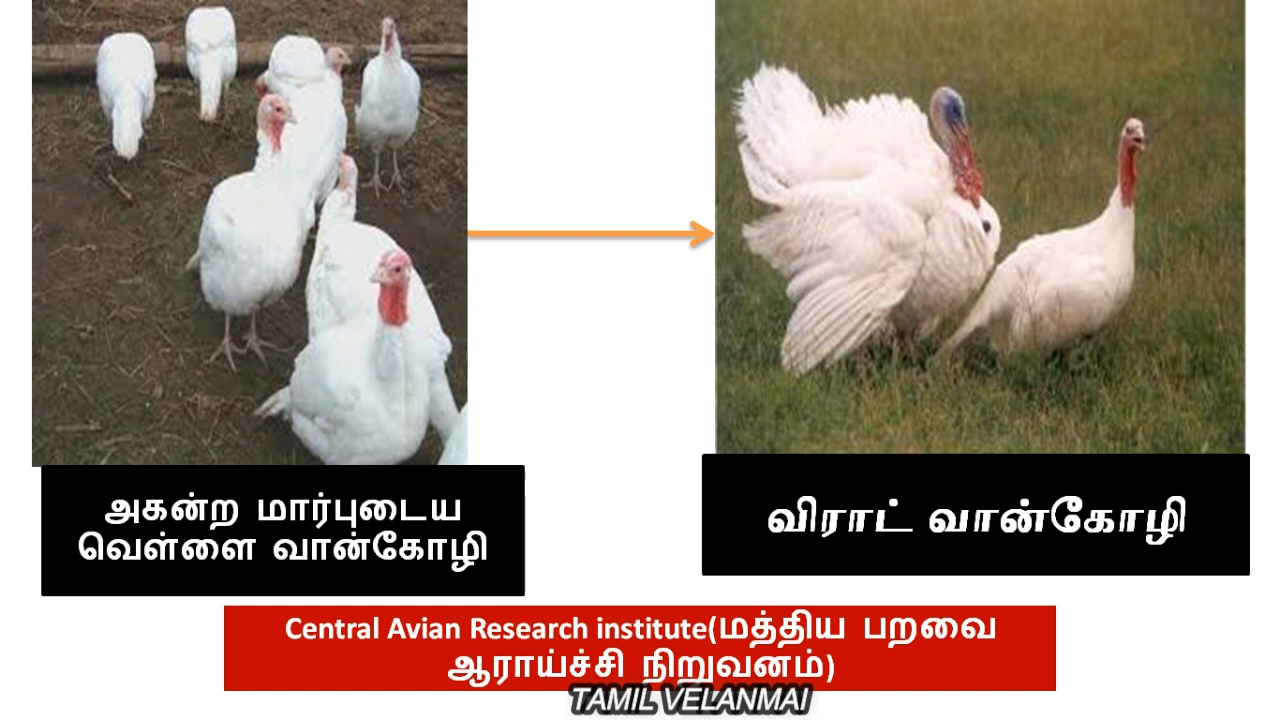 அகன்ற மார்புடைய
வெள்ளை வான்கோழி
விராட் வான்கோழி
Central Avian Research institute(மத்திய பறவை
ஆராய்ச்சி நிறுவனம்)
TAMIL VELANMAI